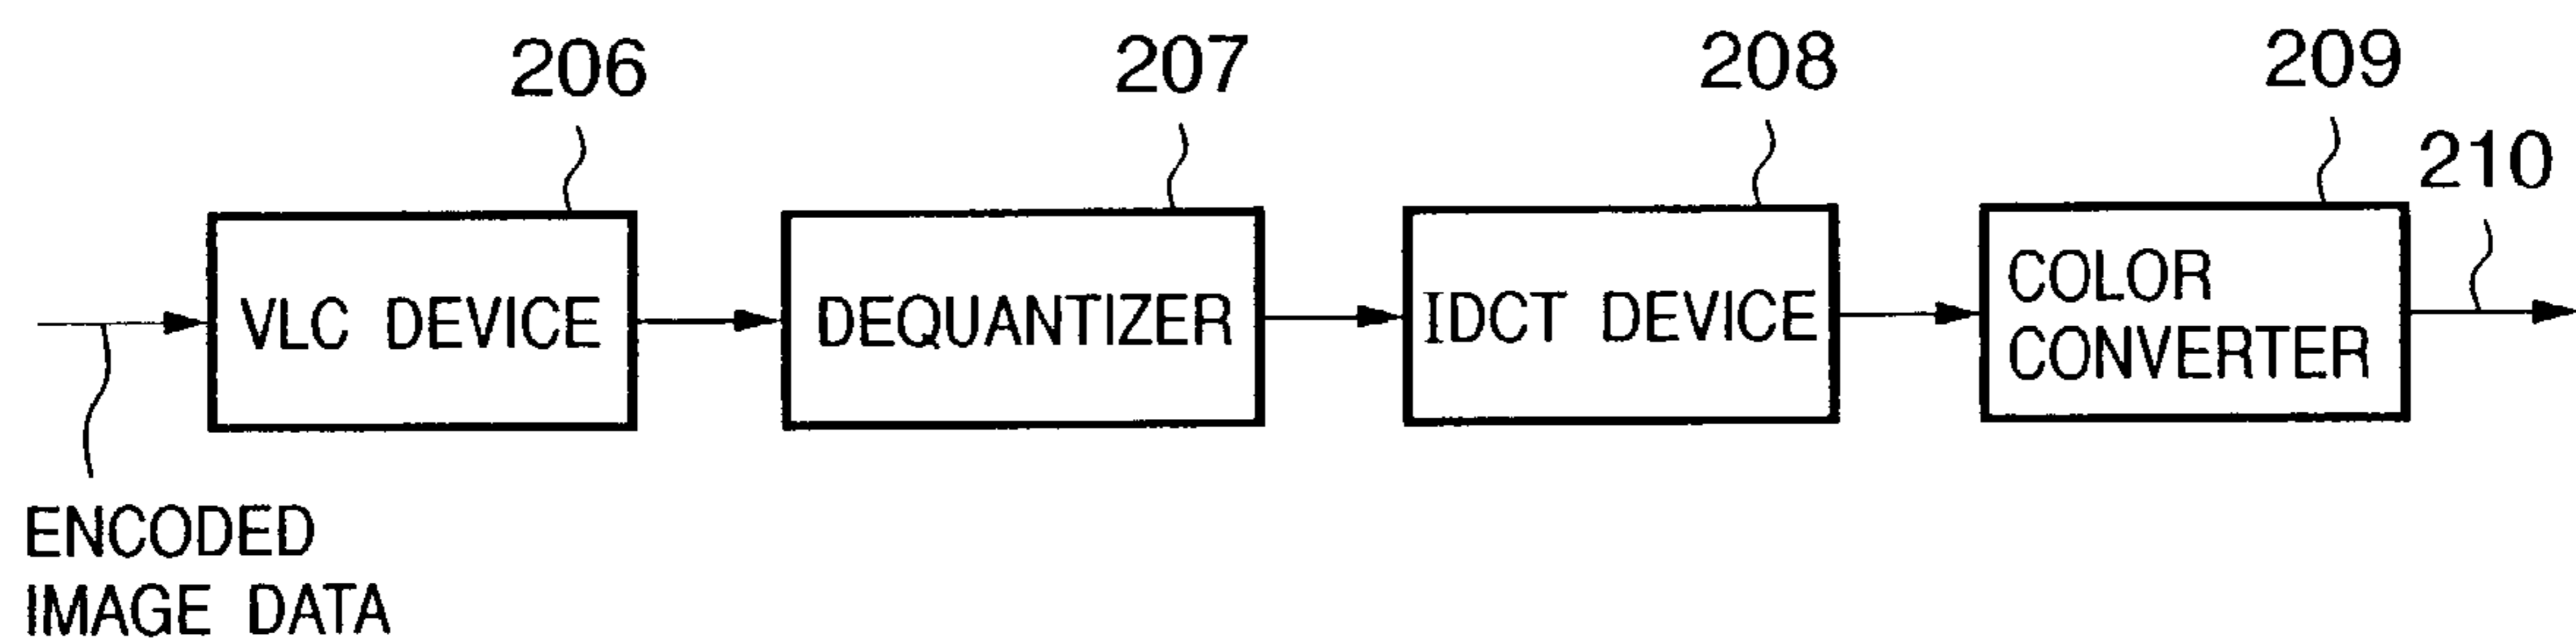 206
207
208
209
210
VLC DEVICE
DEQUANTIZER
IDCT DEVICE
COLOR
CONVERTER
ENCODED
IMAGE DATA